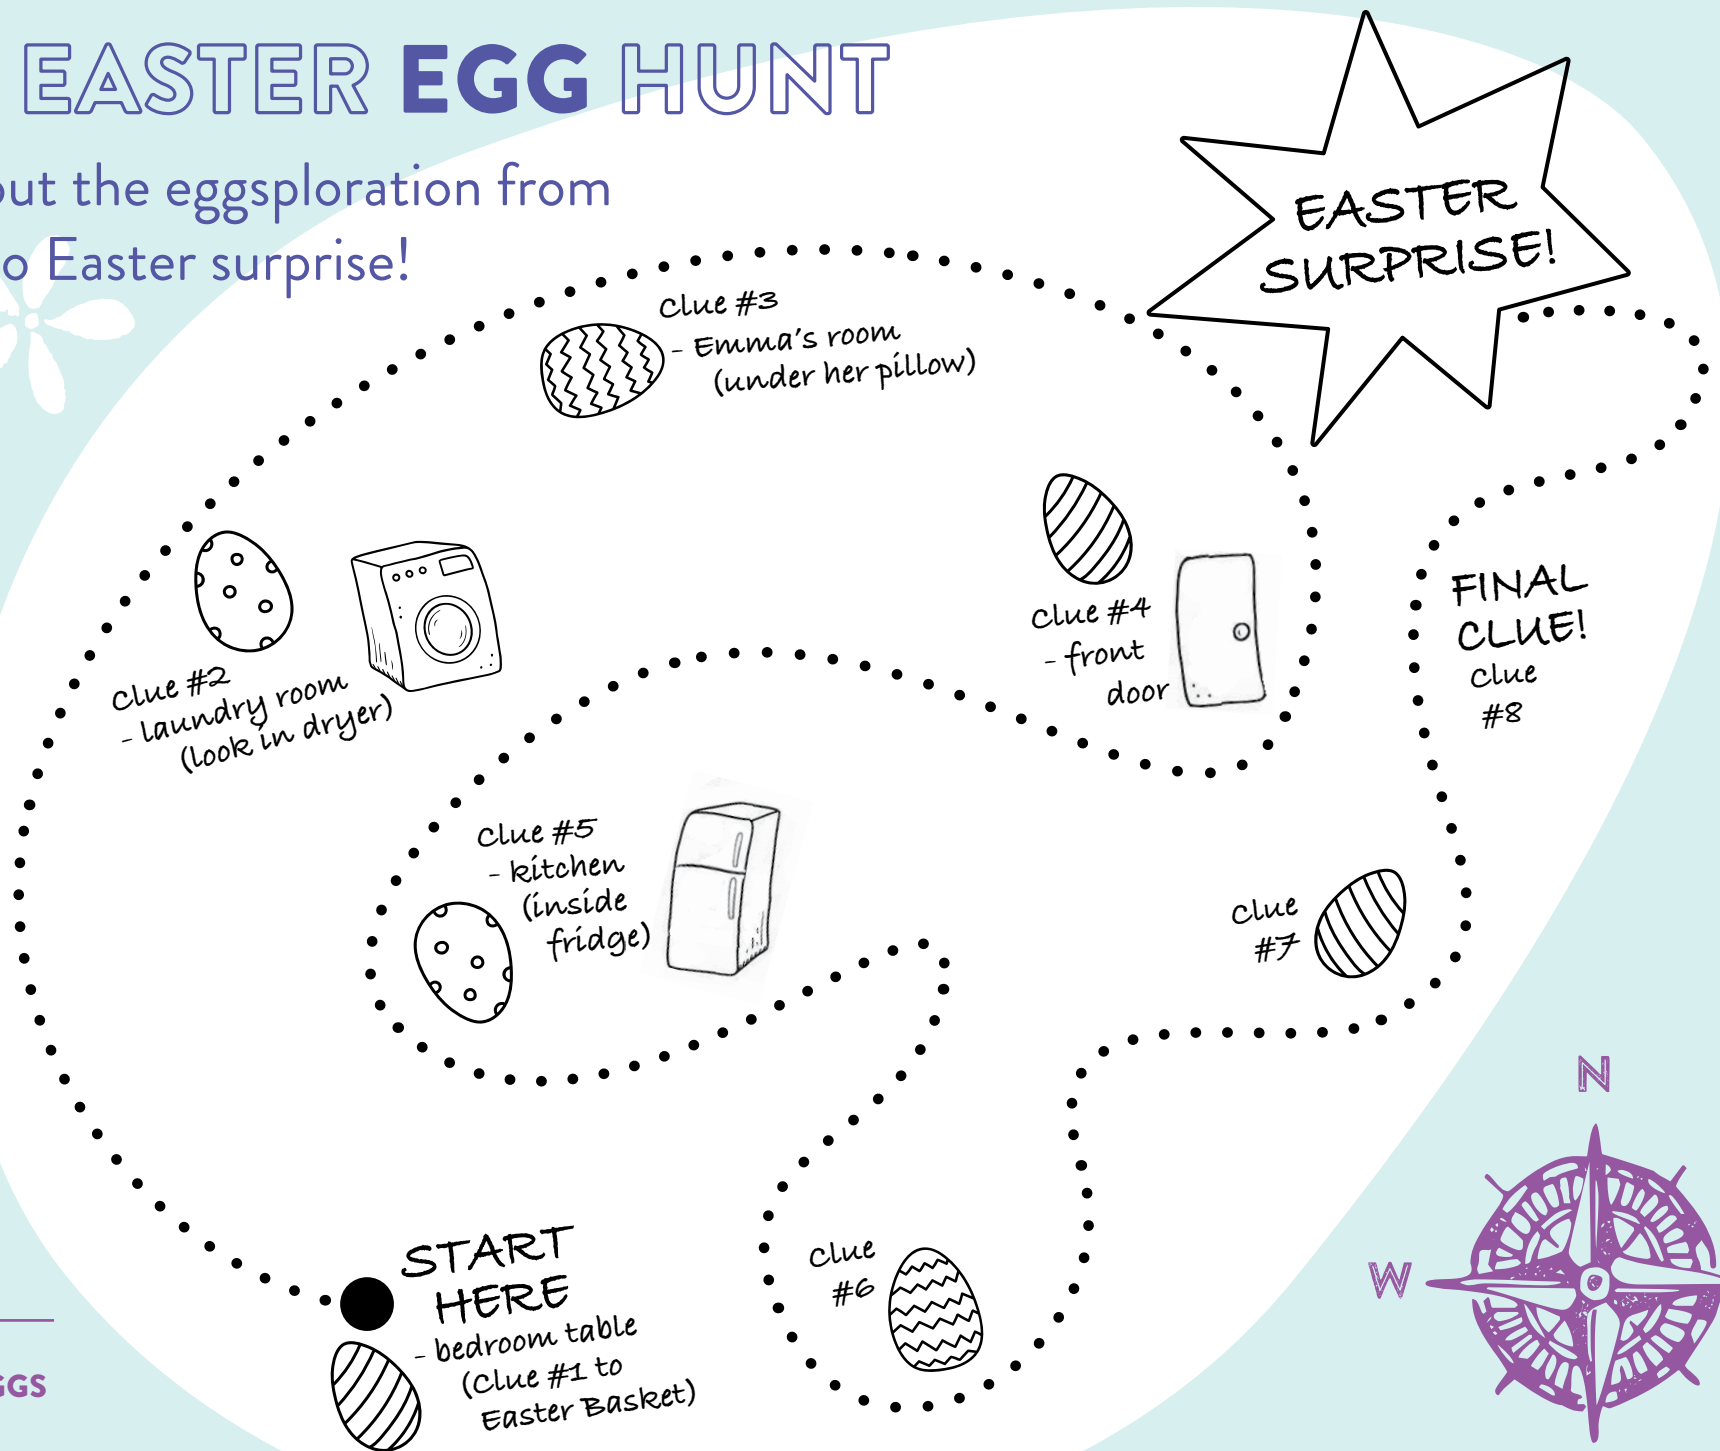 EASTER EGG HUNT
out the eggsploration from
to Easter surprise!
EASTER
SURPRISE!
Clue #3
- Emma's room
(under her pillow)
Clue #2
- laundry room
(look in dryer)
Clue #4
- front
door
FINAL
CLUE!
Clue
#8
Clue #5
- kitchen
(inside
fridge)
Clue
#7
Clue
#6
START
HERE
- bedroom table
(Clue #1 to
Easter Basket)
N
W